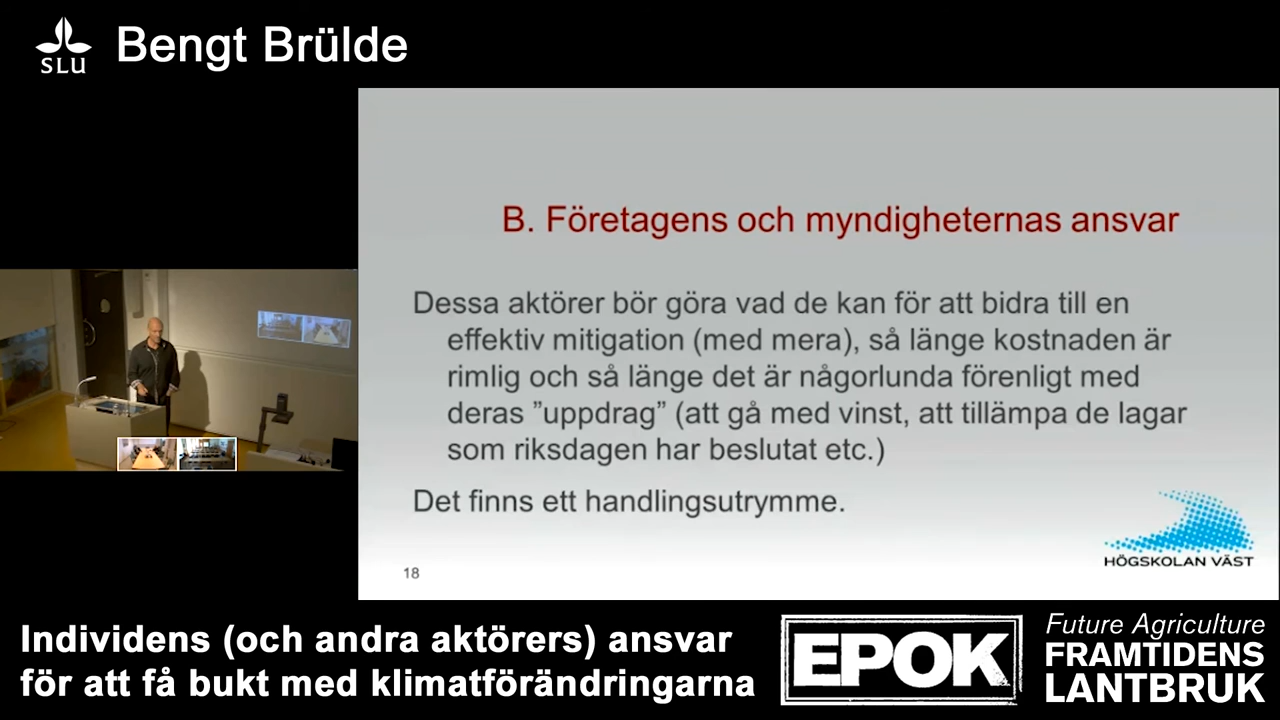 SLU
Bengt Brülde
B. Företagens och myndigheternas ansvar
Dessa aktörer bör göra vad de kan för att bidra till en
effektiv mitigation (med mera), så länge kostnaden är
rimlig och så länge det är någorlunda förenligt med
deras ”uppdrag” (att gå med vinst, att tillämpa de lagar
som riksdagen har beslutat etc.)
Det finns ett handlingsutrymme.
HÖGSKOLAN VÄST
18
Individens (och andra aktörers) ansvar
för att få bukt med klimatförändringarna
EPOK
Future Agriculture
FRAMTIDENS
LANTBRUK